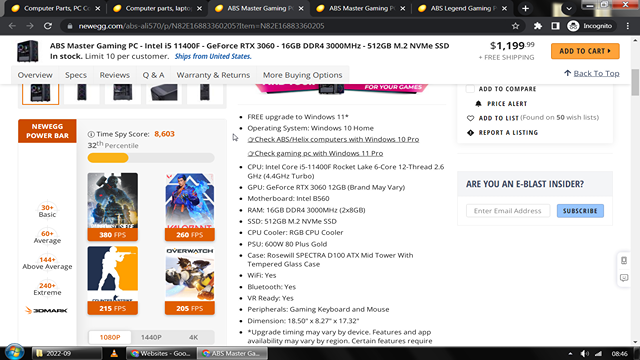 Computer Parts, PC C
Computer parts, laptop
ABS Master Gaming P
ABS Master Gaming P
ABS Legend Gaming P
newegg.com/abs-ali570/p/N82E16883360205?Item=N82E16883360205
Incognito
ABS Master Gaming PC - Intel i5 11400F - GeForce RTX 3060 - 16GB DDR4 3000MHz - 512GB M.2 NVMe SSD
In stock. Limit 10 per customer. Ships from United States.
$1,199.99
+ FREE SHIPPING
ADD TO CART
Overview Specs Reviews Q & A Warranty & Returns More Buying Options
Back To Top
FOR YOUR GAMES
NEWEGG
POWER BAR
Time Spy Score: 8,603
32th Percentile
30+
Basic
60+
Average
144+
Above Average
240+
Extreme
3DMARK
380 FPS
VALORANT
260 FPS
215 FPS
OVERWATCH
205 FPS
1080P 1440P 4K
FREE upgrade to Windows 11*
Operating System: Windows 10 Home
Check ABS/Helix computers with Windows 10 Pro
Check gaming pc with Windows 11 Pro
CPU: Intel Core i5-11400F Rocket Lake 6-Core 12-Thread 2.6
GHz (4.4GHz Turbo)
GPU: GeForce RTX 3060 12GB (Brand May Vary)
Motherboard: Intel B560
RAM: 16GB DDR4 3000MHz (2x8GB)
SSD: 512GB M.2 NVMe SSD
CPU Cooler: RGB CPU Cooler
PSU: 600W 80 Plus Gold
Case: Rosewill SPECTRA D100 ATX Mid Tower With
Tempered Glass Case
WiFi: Yes
Bluetooth: Yes
VR Ready: Yes
Peripherals: Gaming Keyboard and Mouse
Dimension: 18.50" x 8.27" x 17.32"
*Upgrade timing may vary by device. Features and app
availability may vary by region. Certain features require
ADD TO COMPARE
PRICE ALERT
ADD TO LIST (Found on 50 wish lists)
REPORT A LISTING
ARE YOU AN E-BLAST INSIDER?
Enter Email Address
SUBSCRIBE
2022-09
Websites - Goo...
ABS Master Ga...
08:46